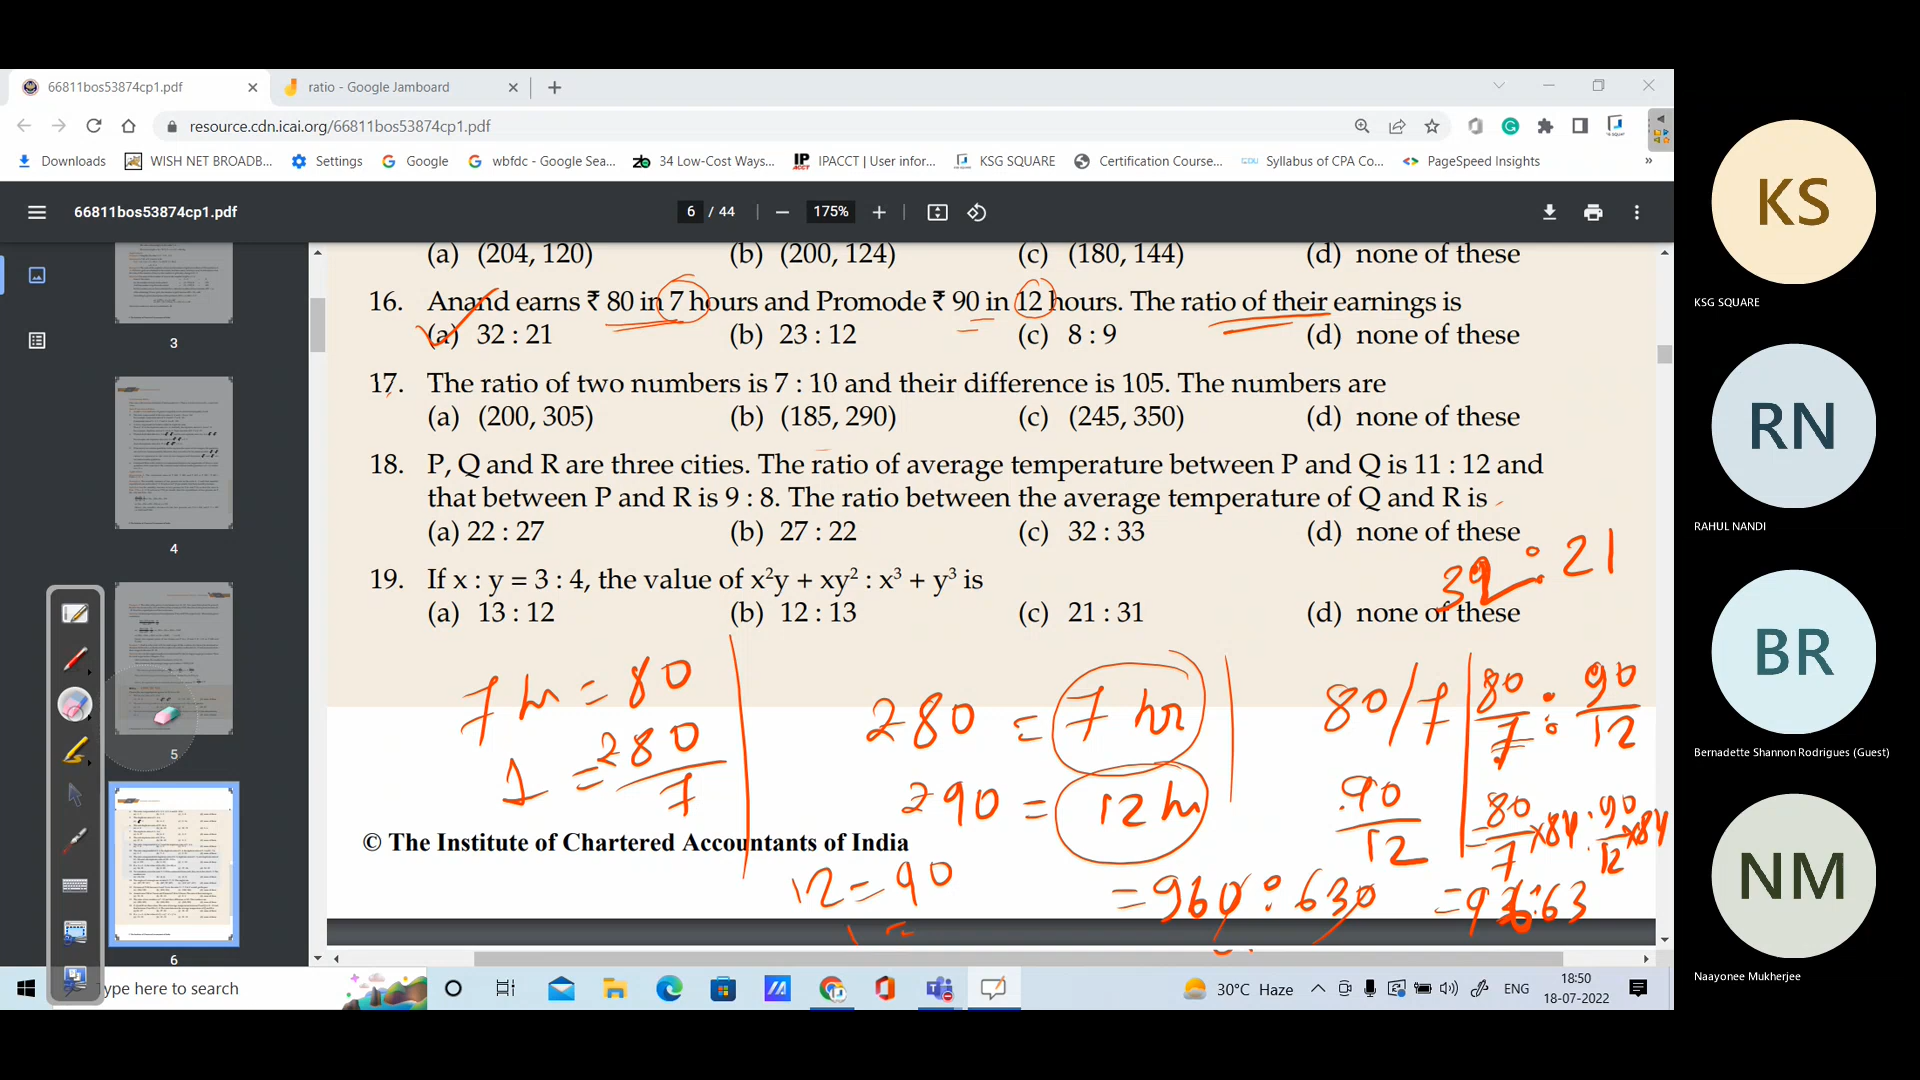 66811bos53874cp1.pdf
ratio - Google Jamboard
resource.cdn.icai.org/66811bos53874cp1.pdf
Downloads WISH NET BROADB... Settings Google wbfdc - Google Sea... 34 Low-Cost Ways... IPACCT | User infor... KSG SQUARE Certification Course... Syllabus of CPA Co... PageSpeed Insights »
66811bos53874cp1.pdf 6 / 44 175%
(a) (204, 120) (b) (200, 124) (c) (180, 144) (d) none of these
16. Anand earns ₹ 80 in 7 hours and Promode ₹ 90 in 12 hours. The ratio of their earnings is
(a) 32 : 21 (b) 23 : 12 (c) 8 : 9 (d) none of these
17. The ratio of two numbers is 7 : 10 and their difference is 105. The numbers are
(a) (200, 305) (b) (185, 290) (c) (245, 350) (d) none of these
18. P, Q and R are three cities. The ratio of average temperature between P and Q is 11 : 12 and
that between P and R is 9 : 8. The ratio between the average temperature of Q and R is
(a) 22 : 27 (b) 27 : 22 (c) 32 : 33 (d) none of these
19. If x : y = 3 : 4, the value of x²y + xy² : x³ + y³ is
(a) 13 : 12 (b) 12 : 13 (c) 21 : 31 (d) none of these
: 21
7 hr = 80
1 = 280/7
280 = 7 hr
290 = 12 hr
80/7
90/12
80/7 : 90/12
= 80/7 × 84 : 90/12 × 84
© The Institute of Chartered Accountants of India
12 = 90
= 960 : 630
3
4
5
6
Type here to search
30°C Haze
ENG
18:50
18-07-2022
KS
KSG SQUARE
RN
RAHUL NANDI
BR
Bernadette Shannon Rodrigues (Guest)
NM
Naayonee Mukherjee